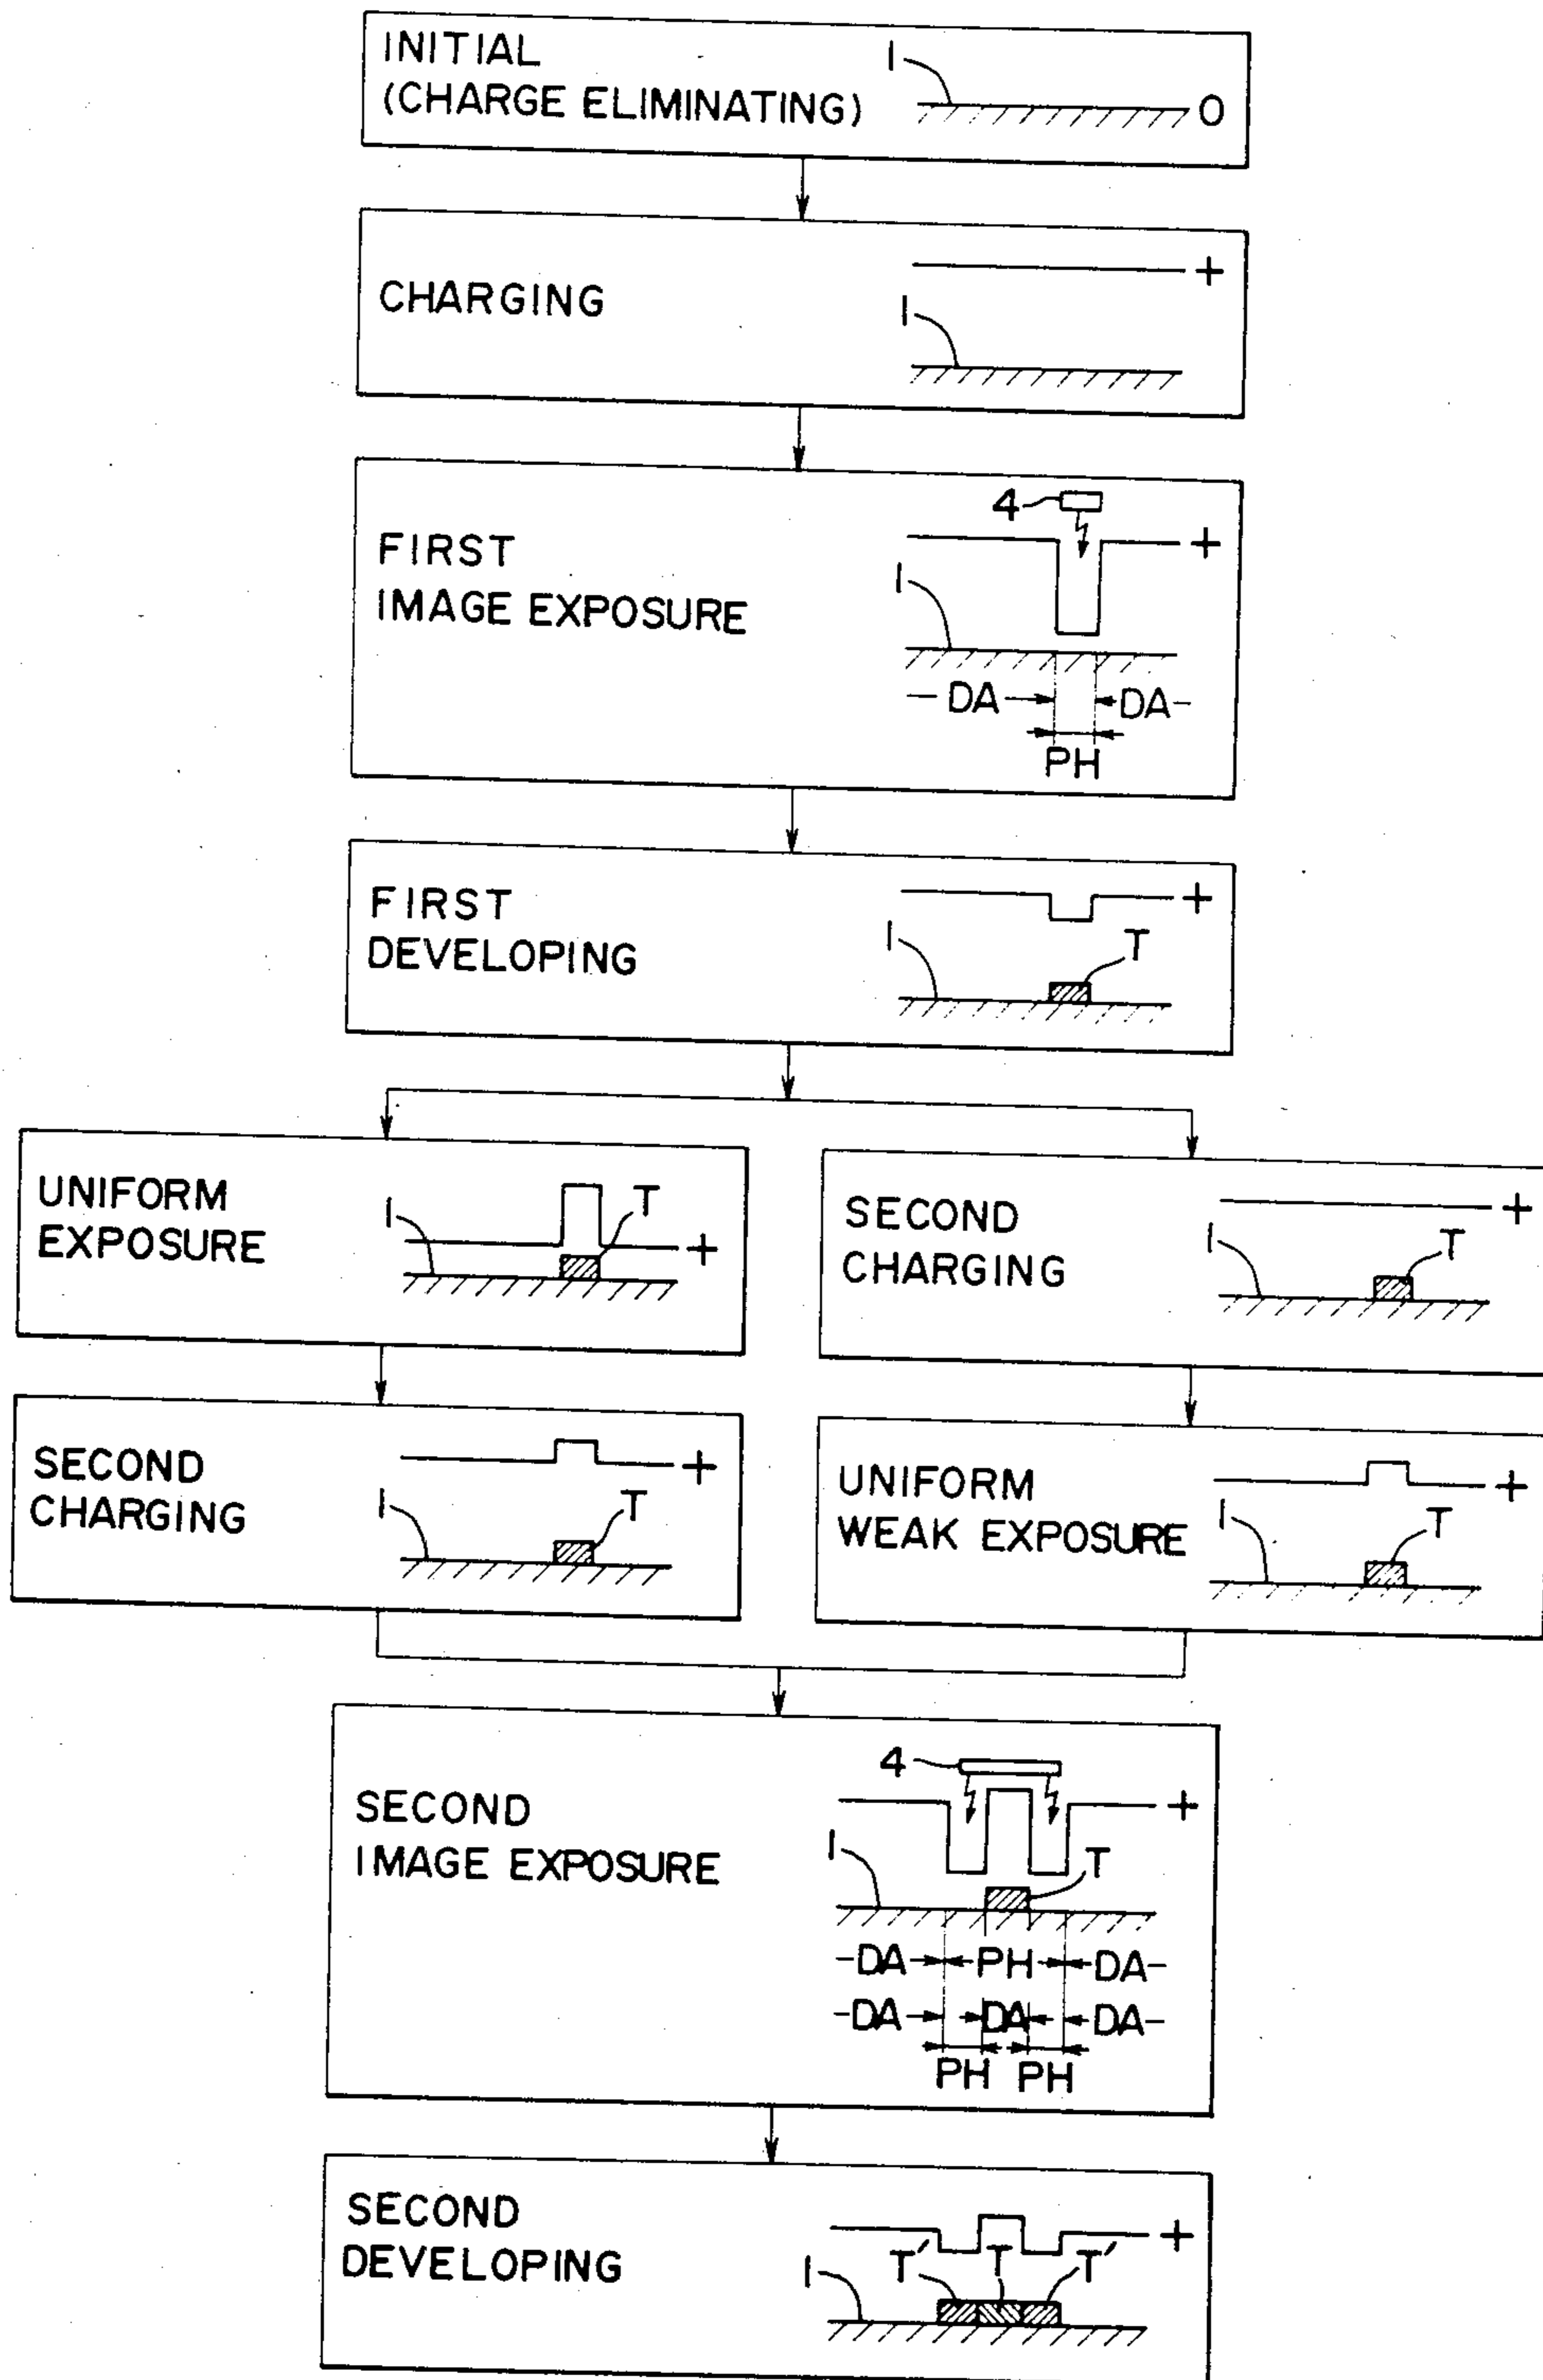 INITIAL
(CHARGE ELIMINATING)
1
0
CHARGING
+
1
FIRST
IMAGE EXPOSURE
4
+
1
-DA→ ←DA-
PH
FIRST
DEVELOPING
+
1
T
UNIFORM
EXPOSURE
1
T
+
SECOND
CHARGING
+
1
T
SECOND
CHARGING
+
1
T
UNIFORM
WEAK EXPOSURE
+
1
T
SECOND
IMAGE EXPOSURE
4
+
1
T
-DA→ ←PH→ ←DA-
-DA→ →DA← ←DA-
PH PH
SECOND
DEVELOPING
+
T' T T'
1